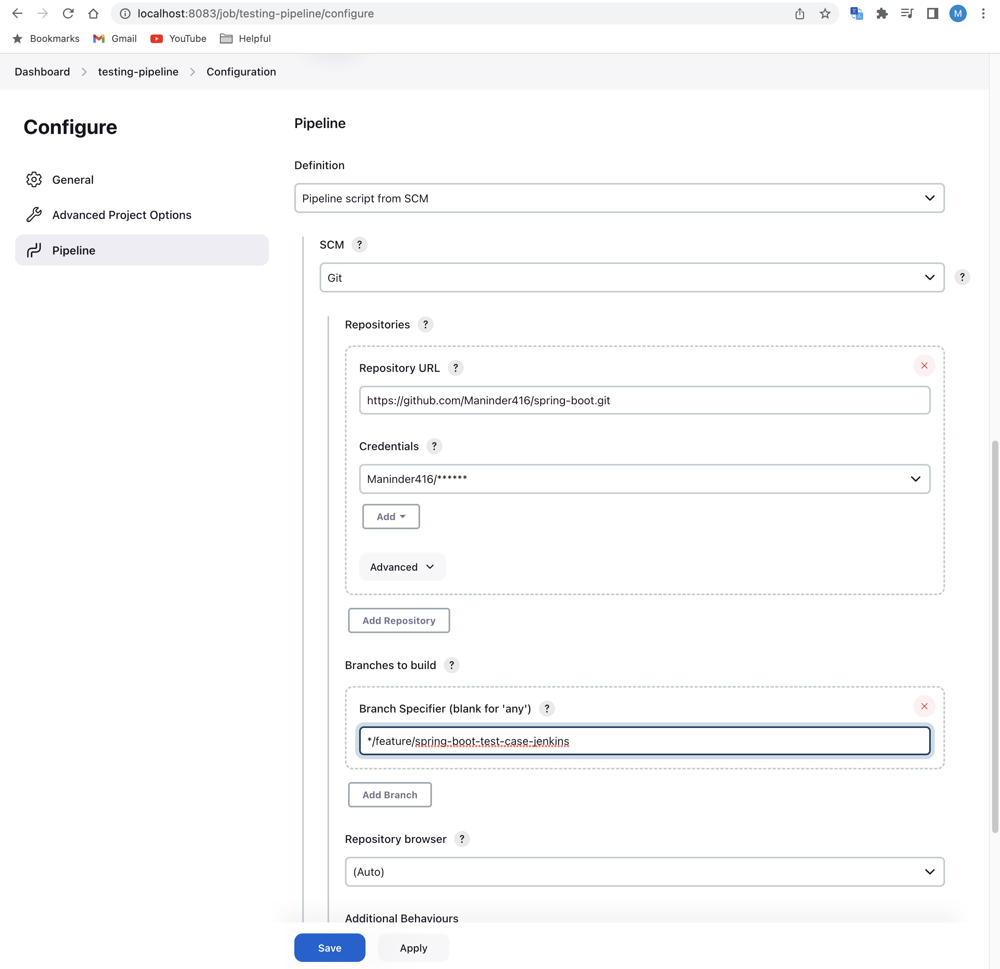 localhost:8083/job/testing-pipeline/configure
M
Bookmarks Gmail YouTube Helpful
Dashboard > testing-pipeline > Configuration
Configure
General
Advanced Project Options
Pipeline
Pipeline
Definition
Pipeline script from SCM
SCM ?
Git
?
Repositories ?
Repository URL ?
https://github.com/Maninder416/spring-boot.git
Credentials ?
Maninder416/******
Add
Advanced
Add Repository
Branches to build ?
Branch Specifier (blank for 'any') ?
*/feature/spring-boot-test-case-jenkins
Add Branch
Repository browser ?
(Auto)
Additional Behaviours
Save Apply